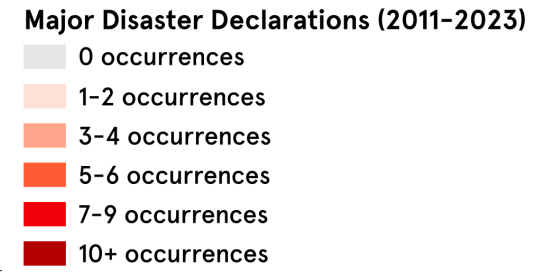 Major Disaster Declarations (2011–2023)
0 occurrences
1–2 occurrences
3–4 occurrences
5–6 occurrences
7–9 occurrences
10+ occurrences